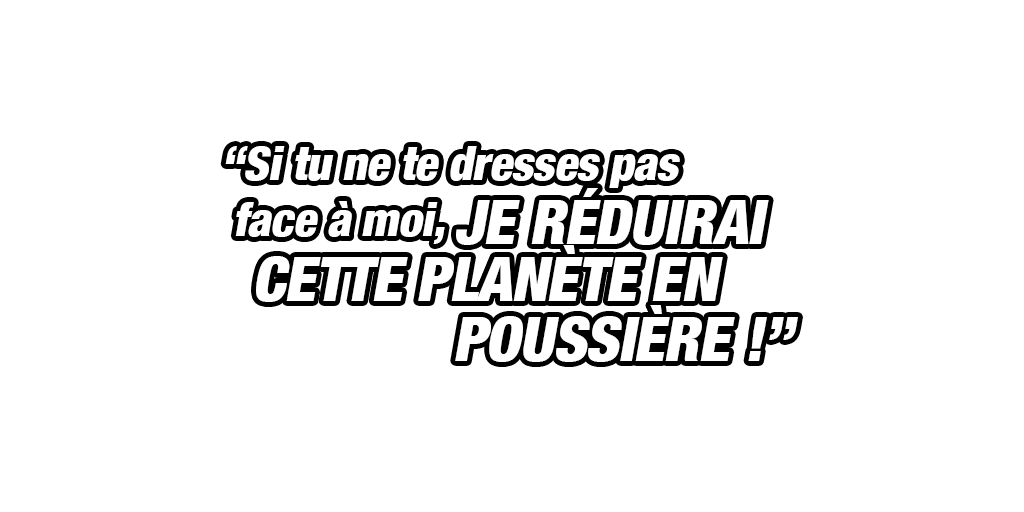 “Si tu ne te dresses pas
face à moi, JE RÉDUIRAI
CETTE PLANÈTE EN
POUSSIÈRE !”